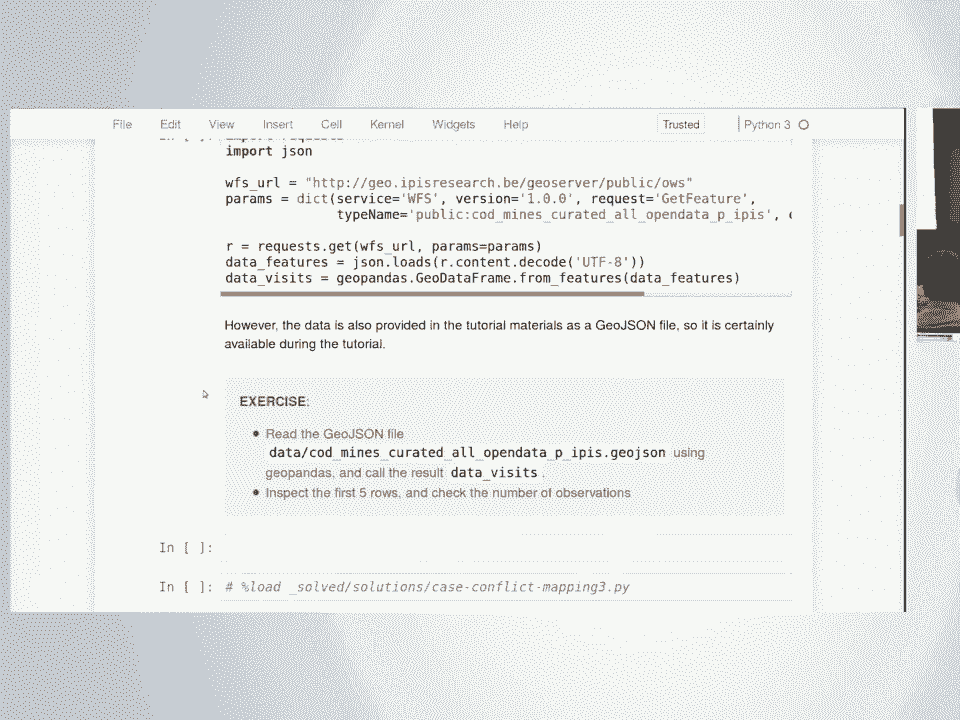 File Edit View Insert Cell Kernel Widgets Help Trusted Python 3
import json
wfs_url = "http://geo.ipisresearch.be/geoserver/public/ows"
params = dict(service='WFS', version='1.0.0', request='GetFeature',
typeName='public:cod_mines_curated_all_opendata_p_ipis',
r = requests.get(wfs_url, params=params)
data_features = json.loads(r.content.decode('UTF-8'))
data_visits = geopandas.GeoDataFrame.from_features(data_features)
However, the data is also provided in the tutorial materials as a GeoJSON file, so it is certainly
available during the tutorial.
EXERCISE:
• Read the GeoJSON file
data/cod_mines_curated_all_opendata_p_ipis.geojson using
geopandas, and call the result data_visits .
• Inspect the first 5 rows, and check the number of observations
In [ ]:
In [ ]: # %load _solved/solutions/case-conflict-mapping3.py